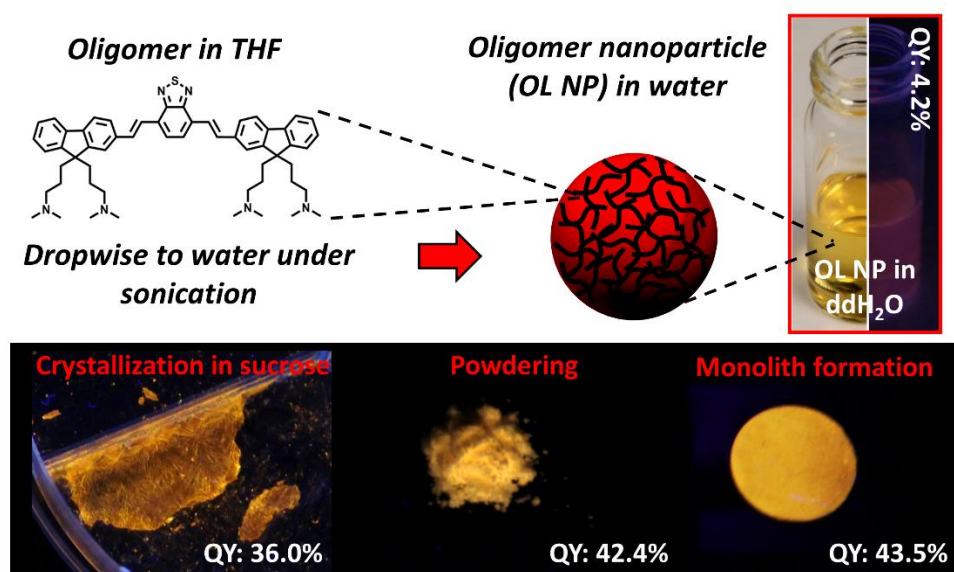 Oligomer in THF
Oligomer nanoparticle
(OL NP) in water
QY: 4.2%
S
N
N
N
N
N
N
Dropwise to water under
sonication
OL NP in
ddH₂O
Crystallization in sucrose
Powdering
Monolith formation
QY: 36.0%
QY: 42.4%
QY: 43.5%